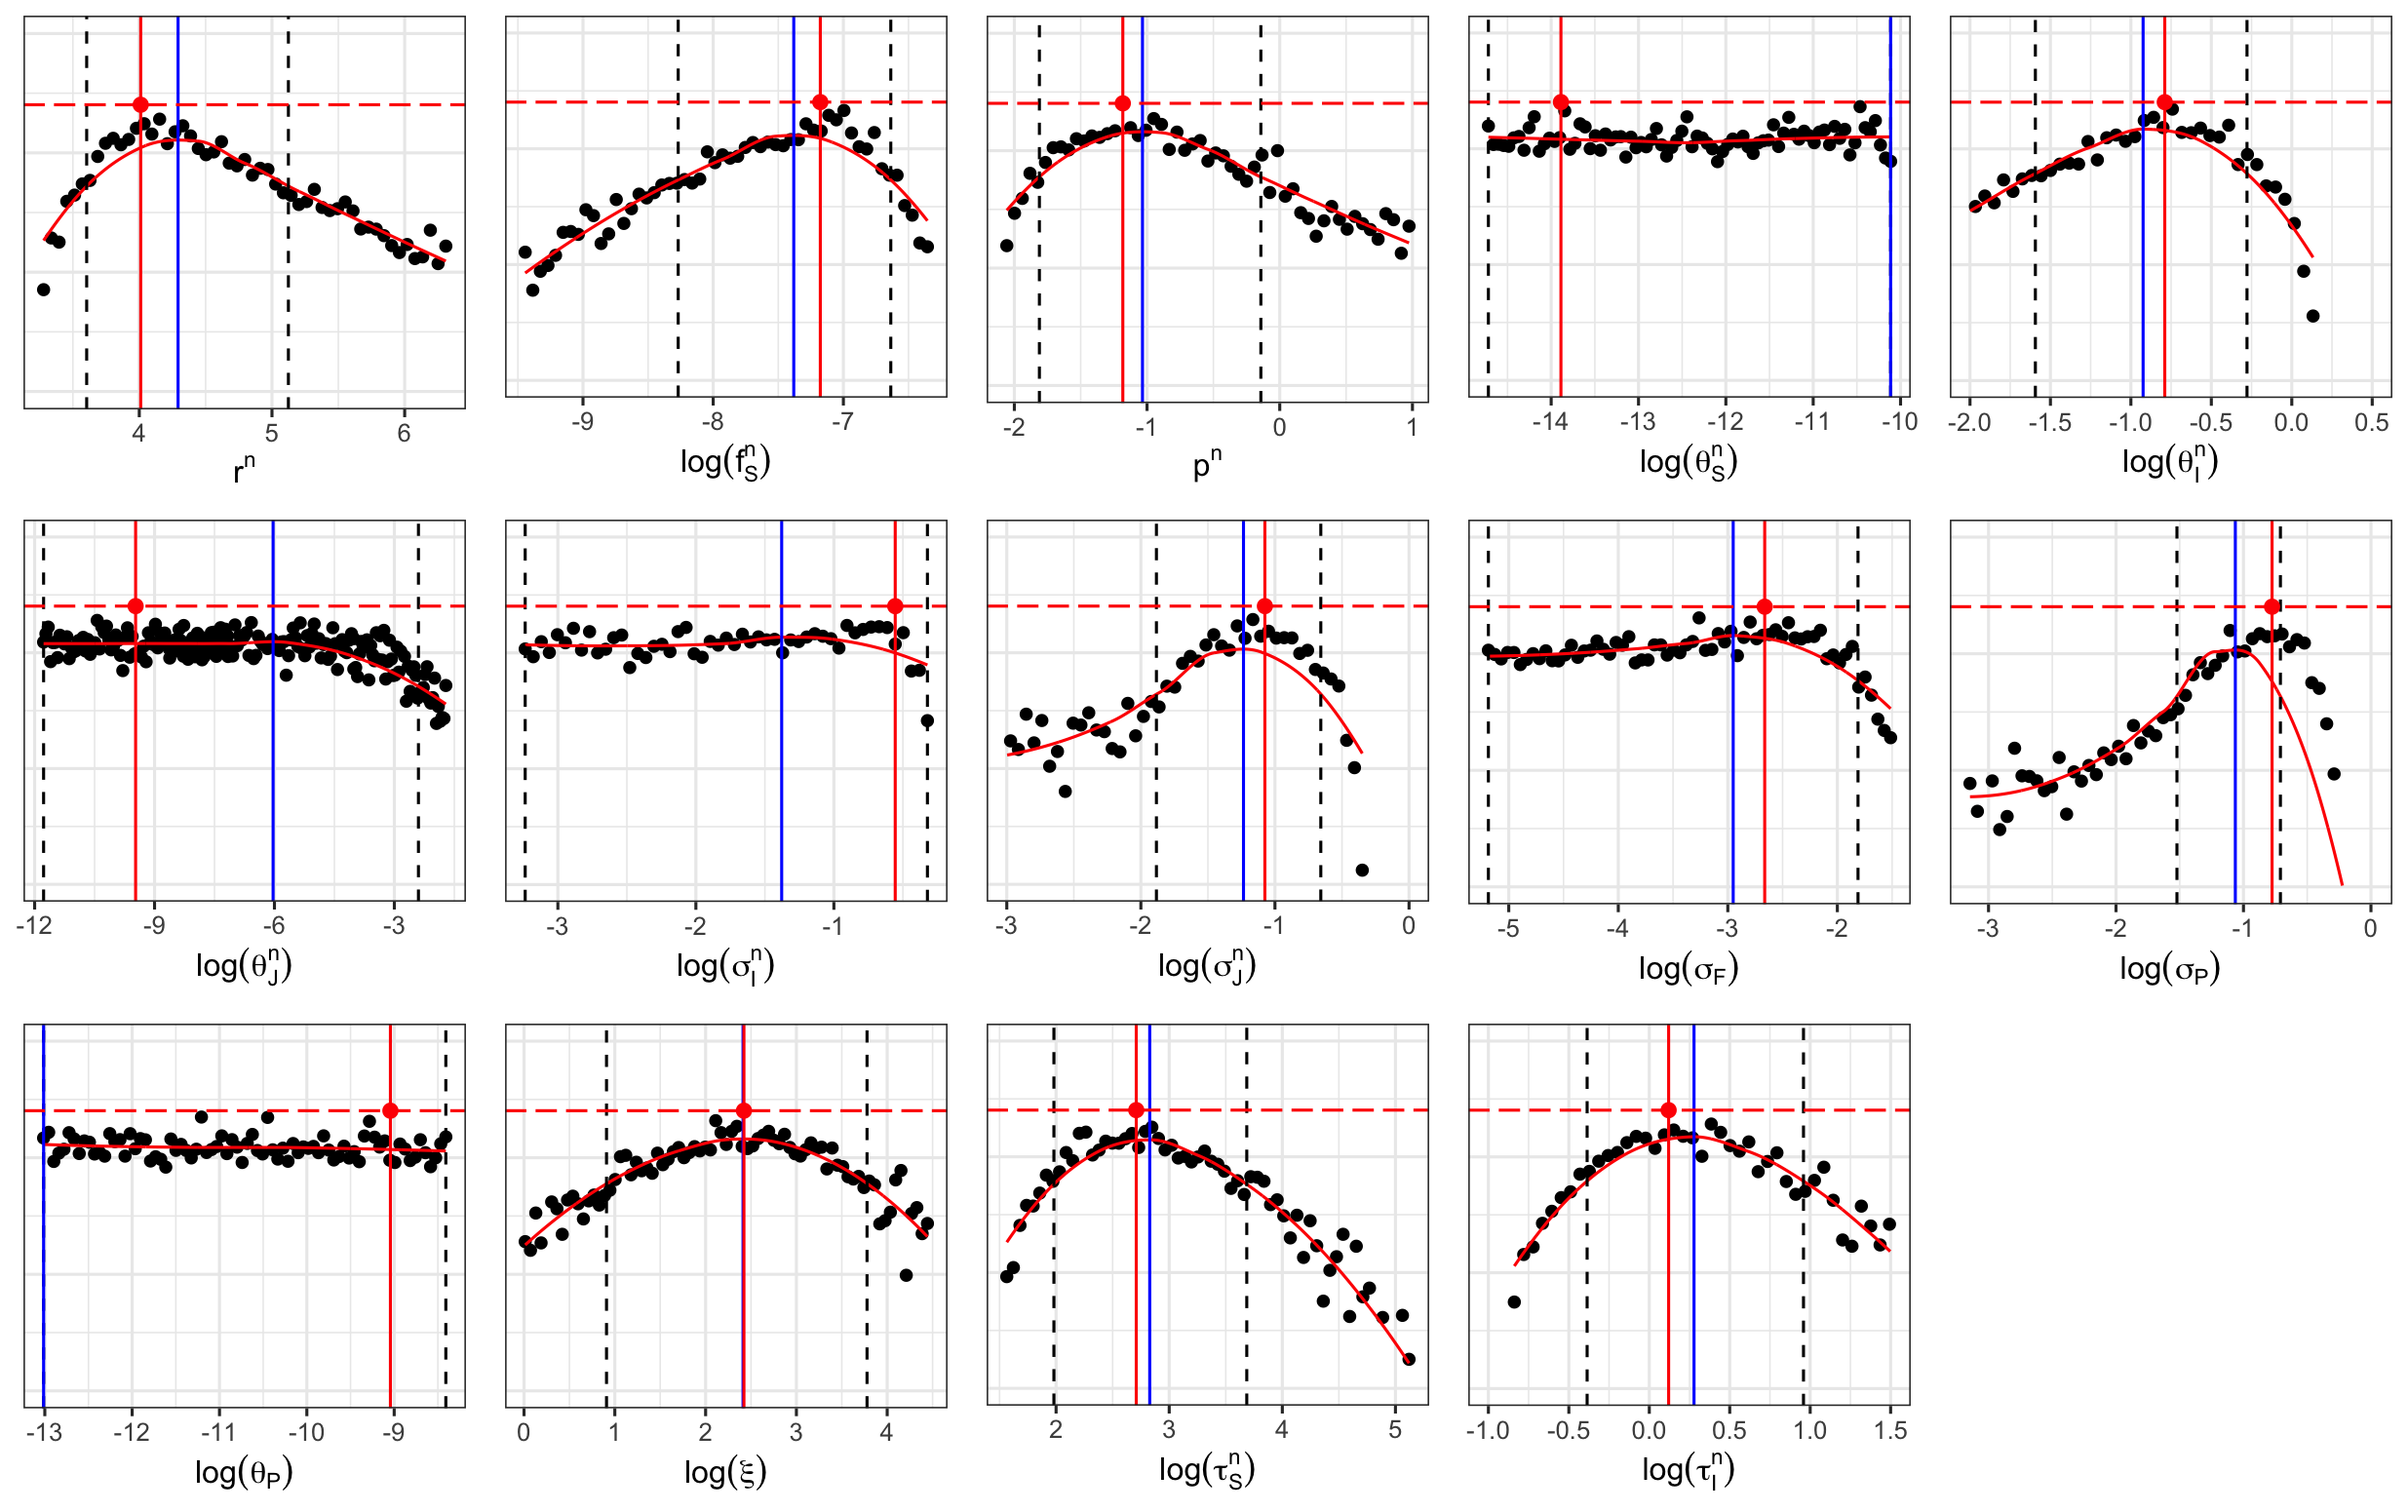 4 5 6
r^n
-9 -8 -7
log(f_S^n)
-2 -1 0 1
p^n
-14 -13 -12 -11 -10
log(θ_S^n)
-2.0 -1.5 -1.0 -0.5 0.0 0.5
log(θ_I^n)
-12 -9 -6 -3
log(θ_J^n)
-3 -2 -1
log(σ_I^n)
-3 -2 -1 0
log(σ_J^n)
-5 -4 -3 -2
log(σ_F)
-3 -2 -1 0
log(σ_P)
-13 -12 -11 -10 -9
log(θ_P)
0 1 2 3 4
log(ξ)
2 3 4 5
log(τ_S^n)
-1.0 -0.5 0.0 0.5 1.0 1.5
log(τ_I^n)